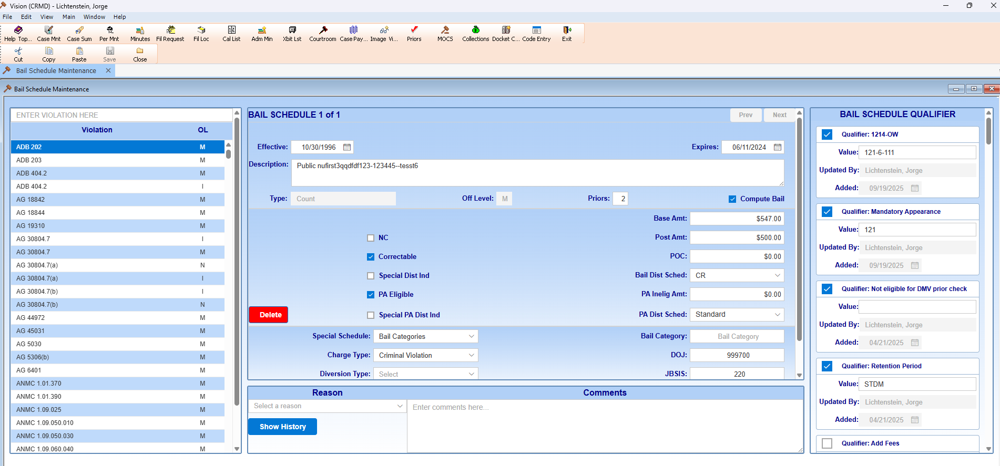 Vision (CRMD) - Lichtenstein, Jorge
File Edit View Main Window Help
Help Top... Case Mnt Case Sum Per Mnt Minutes Fil Request Fil Loc Cal List Adm Min Xbit Lst Courtroom Case Pay... Image Vi... Priors MOCS Collections Docket C... Code Entry Exit
Cut Copy Paste Save Close
Bail Schedule Maintenance
Bail Schedule Maintenance
ENTER VIOLATION HERE
Violation OL
ADB 202 M
ADB 203 M
ADB 404.2 M
ADB 404.2 I
AG 18842 M
AG 18844 M
AG 19310 M
AG 30804.7 I
AG 30804.7 M
AG 30804.7(a) N
AG 30804.7(a) I
AG 30804.7(b) I
AG 30804.7(b) N
AG 44972 M
AG 45031 M
AG 5030 M
AG 5306(b) M
AG 6401 M
ANMC 1.01.370 M
ANMC 1.01.390 M
ANMC 1.09.025 M
ANMC 1.09.050.010 M
ANMC 1.09.050.030 M
ANMC 1.09.060.040 M
BAIL SCHEDULE 1 of 1 Prev Next
Effective: 10/30/1996 Expires: 06/11/2024
Description: Public nufirst3qqdfdf123-123445--tesst6
Type: Count Off Level: M Priors: 2 Compute Bail
Base Amt: $547.00
NC Post Amt: $500.00
Correctable POC: $0.00
Special Dist Ind Bail Dist Sched: CR
PA Eligible PA Inelig Amt: $0.00
Delete Special PA Dist Ind PA Dist Sched: Standard
Special Schedule: Bail Categories Bail Category: Bail Category
Charge Type: Criminal Violation DOJ: 999700
Diversion Type: Select JBSIS: 220
Reason Comments
Select a reason Enter comments here...
Show History
BAIL SCHEDULE QUALIFIER
Qualifier: 1214-OW
Value: 121-6-111
Updated By: Lichtenstein, Jorge
Added: 09/19/2025
Qualifier: Mandatory Appearance
Value: 121
Updated By: Lichtenstein, Jorge
Added: 09/19/2025
Qualifier: Not eligible for DMV prior check
Value:
Updated By: Lichtenstein, Jorge
Added: 04/21/2025
Qualifier: Retention Period
Value: STDM
Updated By: Lichtenstein, Jorge
Added: 04/21/2025
Qualifier: Add Fees